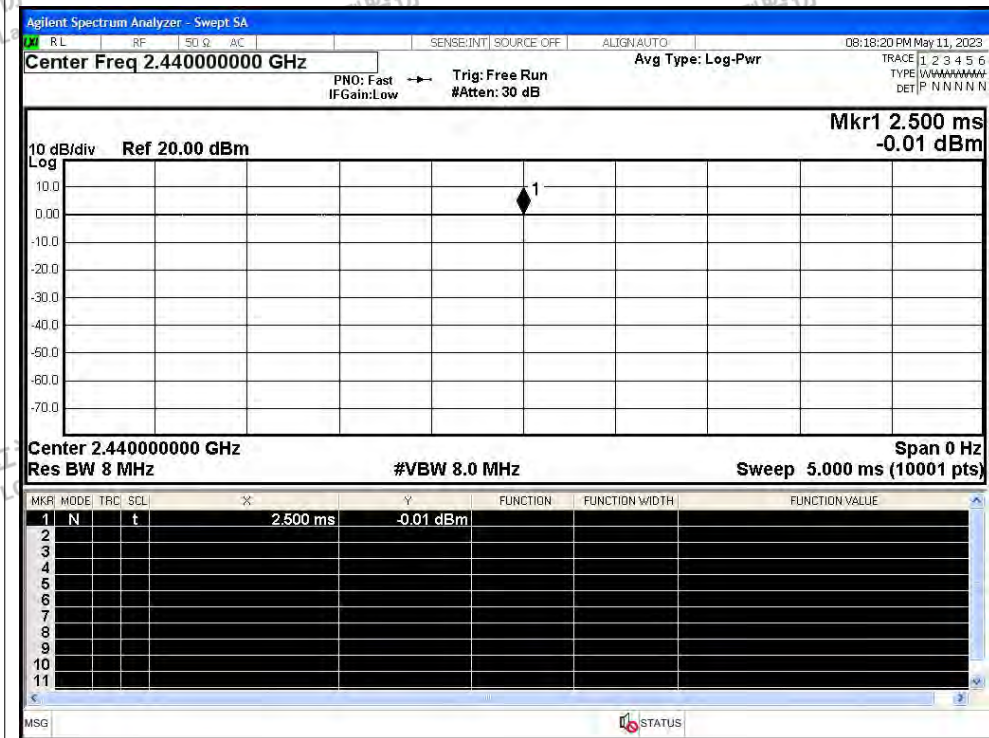 Agilent Spectrum Analyzer - Swept SA
RL RF 50 Ω AC SENSE:INT SOURCE OFF ALIGN AUTO 08:18:20 PM May 11, 2023
Center Freq 2.440000000 GHz Avg Type: Log-Pwr TRACE 1 2 3 4 5 6
PNO: Fast Trig: Free Run TYPE WWWWWW
IFGain:Low #Atten: 30 dB DET P N N N N N
Mkr1 2.500 ms
10 dB/div Ref 20.00 dBm -0.01 dBm
Log
10.0
1
0.00
-10.0
-20.0
-30.0
-40.0
-50.0
-60.0
-70.0
Center 2.440000000 GHz Span 0 Hz
Res BW 8 MHz #VBW 8.0 MHz Sweep 5.000 ms (10001 pts)
MKR MODE TRC SCL X Y FUNCTION FUNCTION WIDTH FUNCTION VALUE
1 N t 2.500 ms -0.01 dBm
2
3
4
5
6
7
8
9
10
11
MSG STATUS